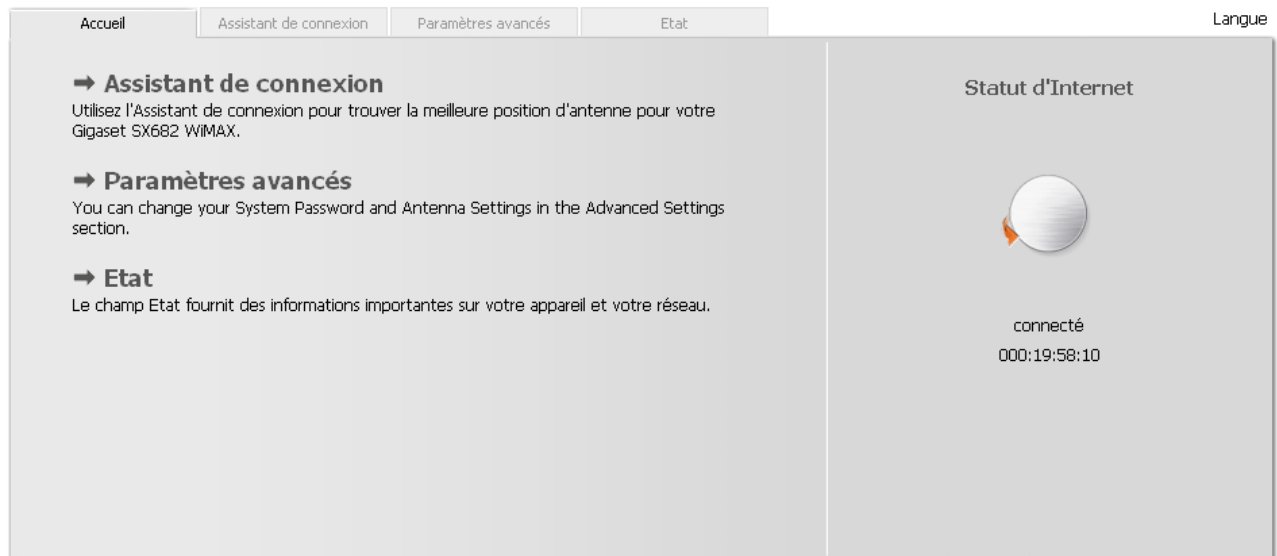 Accueil
Assistant de connexion
Paramètres avancés
Etat
Langue
➡ Assistant de connexion
Utilisez l'Assistant de connexion pour trouver la meilleure position d'antenne pour votre
Gigaset SX682 WiMAX.
➡ Paramètres avancés
You can change your System Password and Antenna Settings in the Advanced Settings
section.
➡ Etat
Le champ Etat fournit des informations importantes sur votre appareil et votre réseau.
Statut d'Internet
connecté
000:19:58:10